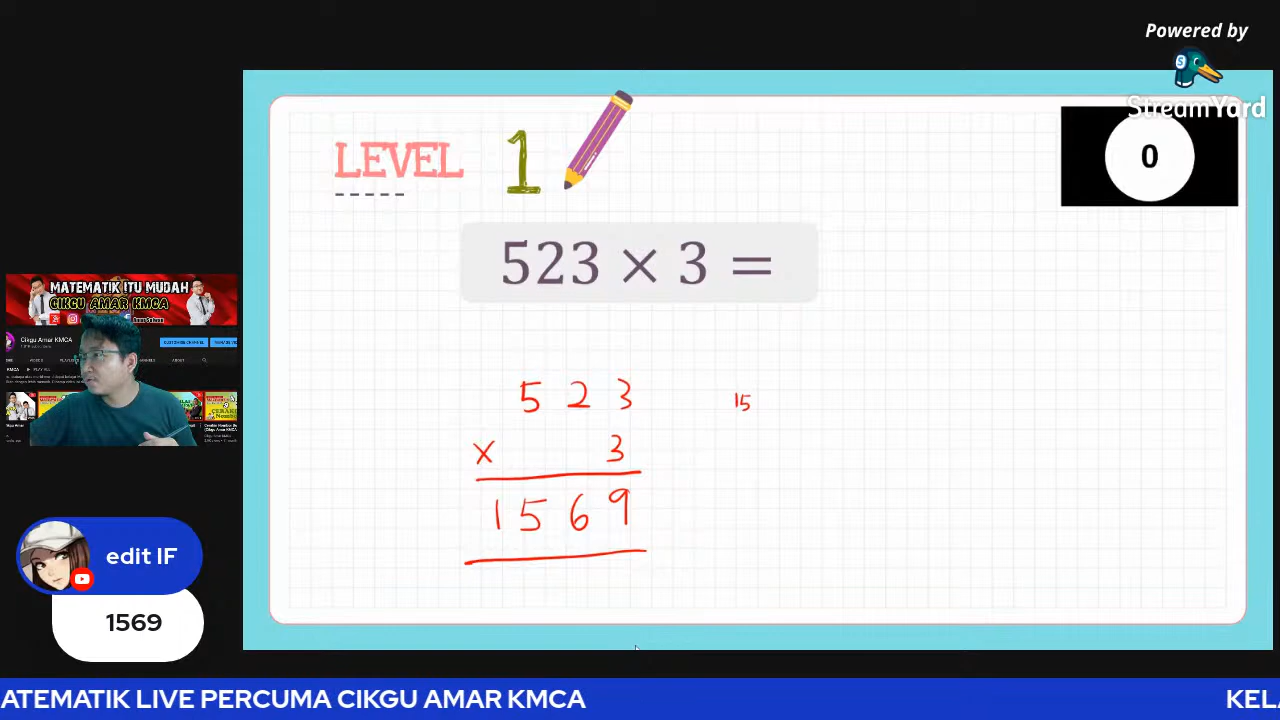 Powered by
StreamYard
0
LEVEL 1
523 × 3 =
5 2 3
15
x 3
1 5 6 9
MATEMATIK ITU MUDAH
CIKGU AMAR KMCA
Cikgu Amar KMCA
edit IF
1569
ATEMATIK LIVE PERCUMA CIKGU AMAR KMCA
KELA